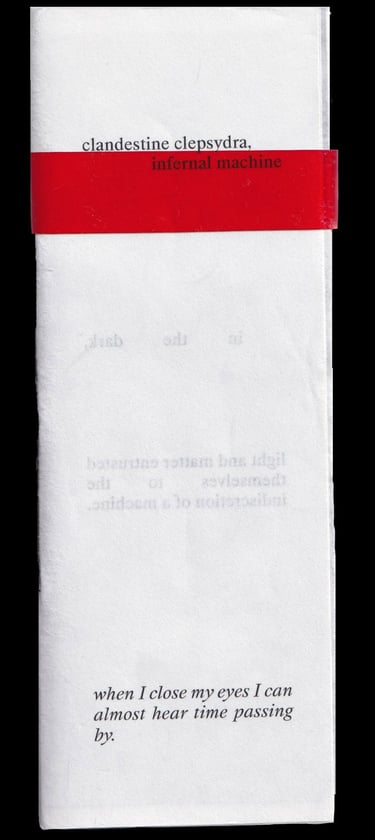 clandestine clepsydra,
infernal machine
in the dark,
light and matter entrusted
themselves to the
indiscretion of a machine.
when I close my eyes I can
almost hear time passing
by.